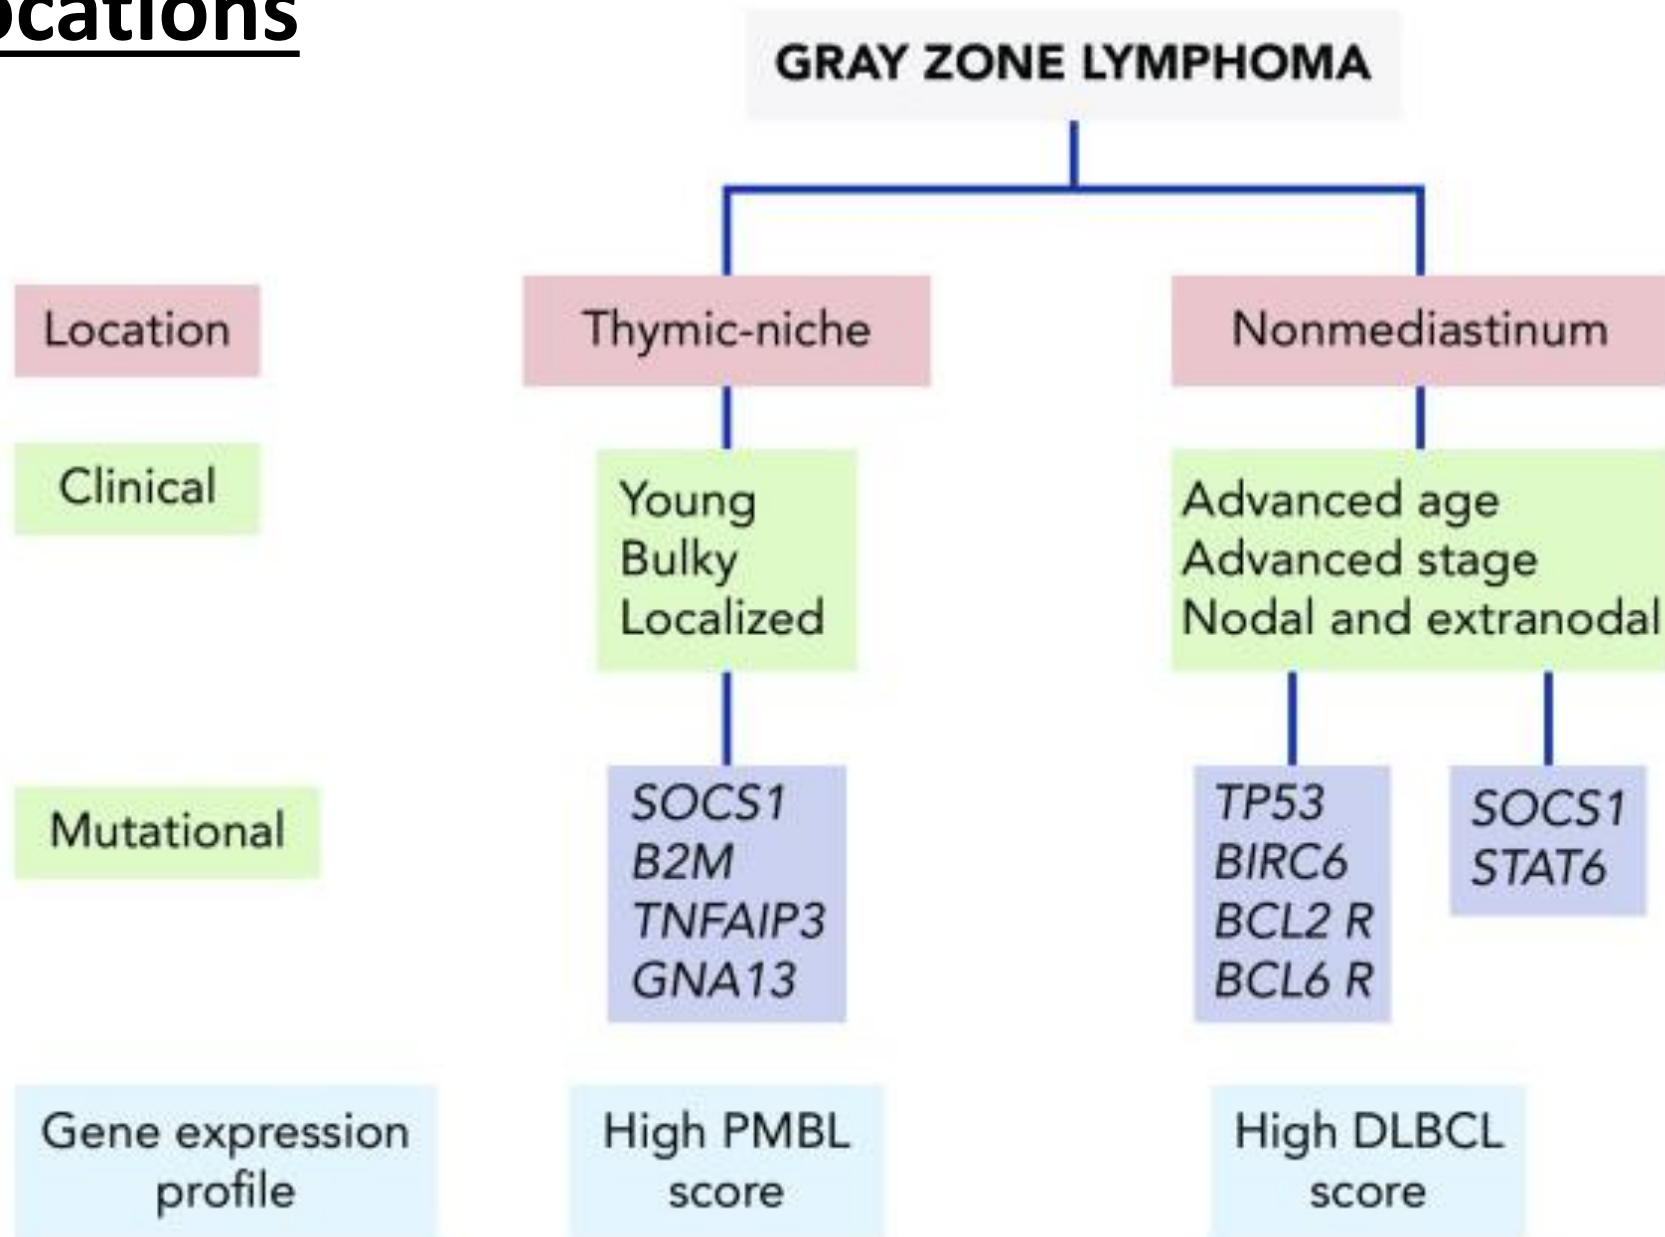 ocations
GRAY ZONE LYMPHOMA
Location
Thymic-niche
Nonmediastinum
Clinical
Young
Bulky
Localized
Advanced age
Advanced stage
Nodal and extranodal
Mutational
SOCS1
B2M
TNFAIP3
GNA13
TP53
BIRC6
BCL2 R
BCL6 R
SOCS1
STAT6
Gene expression
profile
High PMBL
score
High DLBCL
score